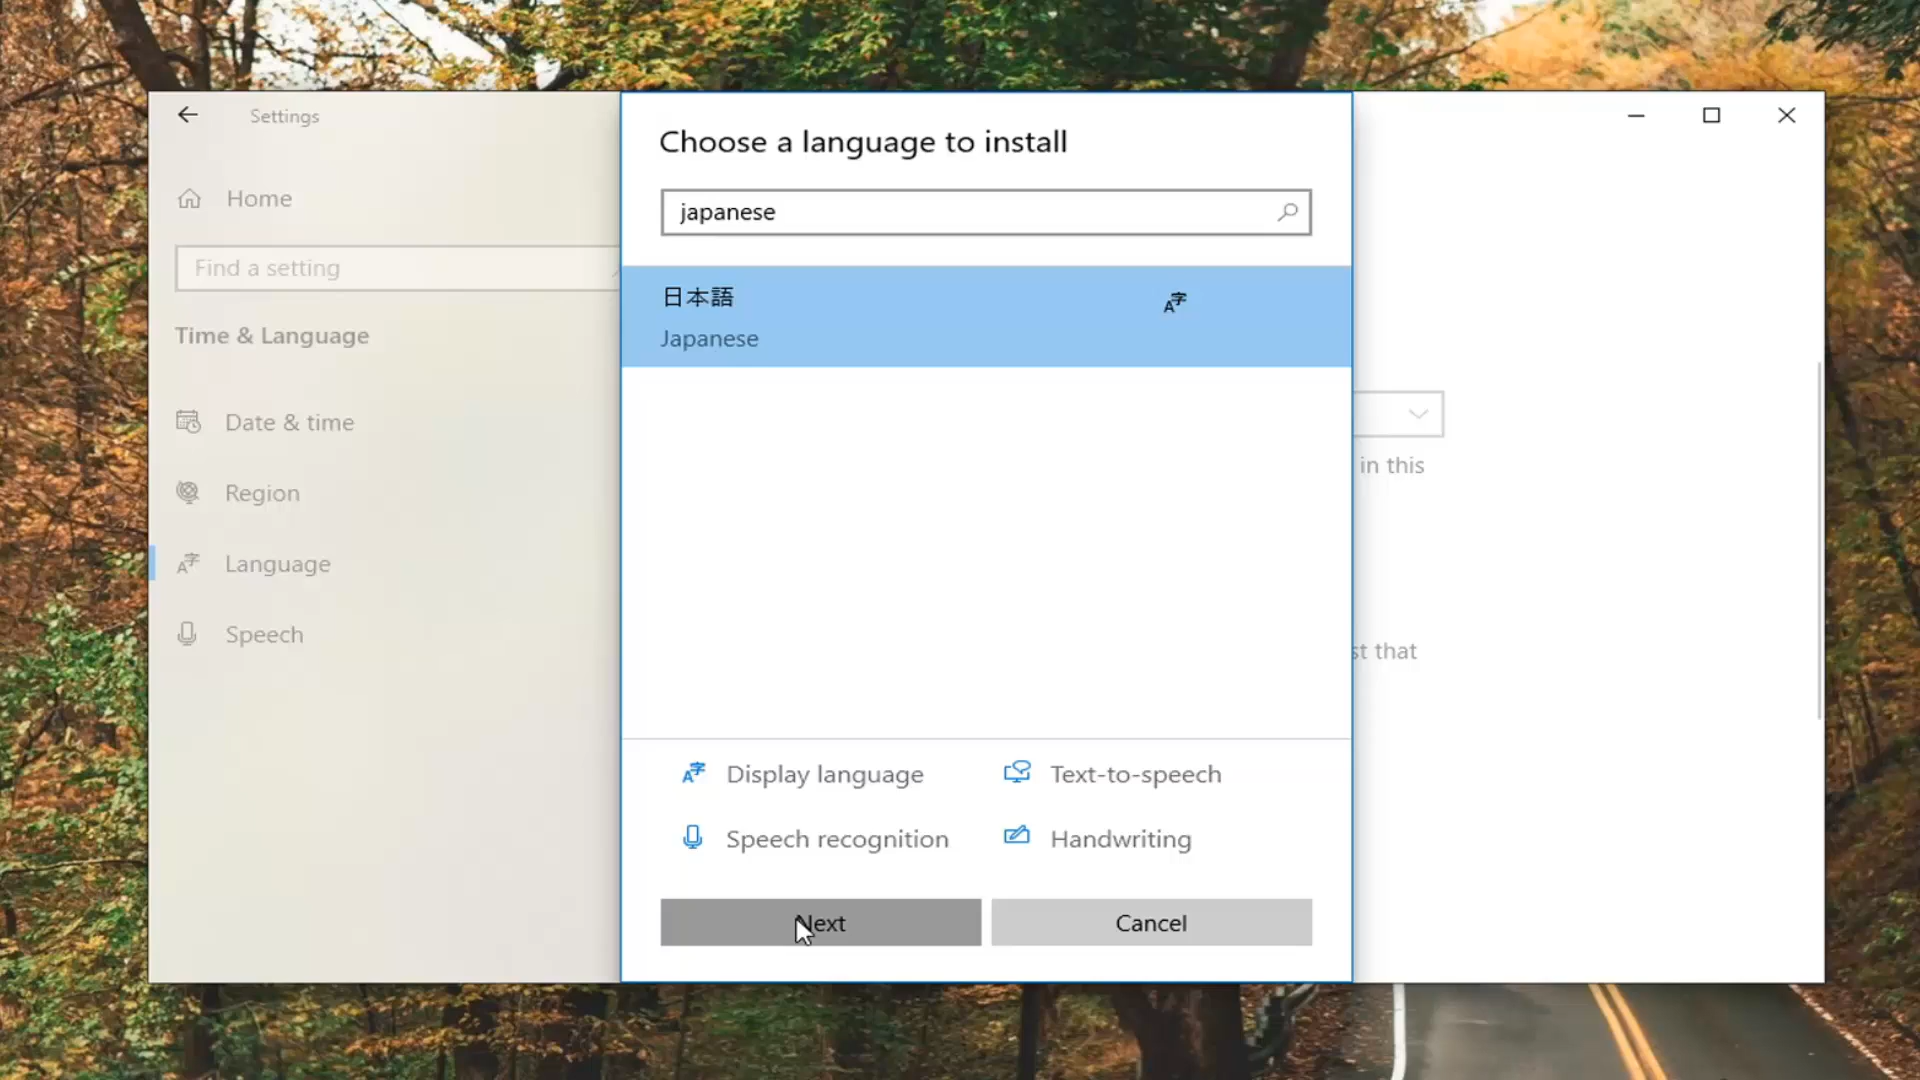 Settings
Home
Find a setting
Time & Language
Date & time
Region
Language
Speech
Choose a language to install
japanese
日本語
Japanese
Display language
Text-to-speech
Speech recognition
Handwriting
Next
Cancel
in this
st that